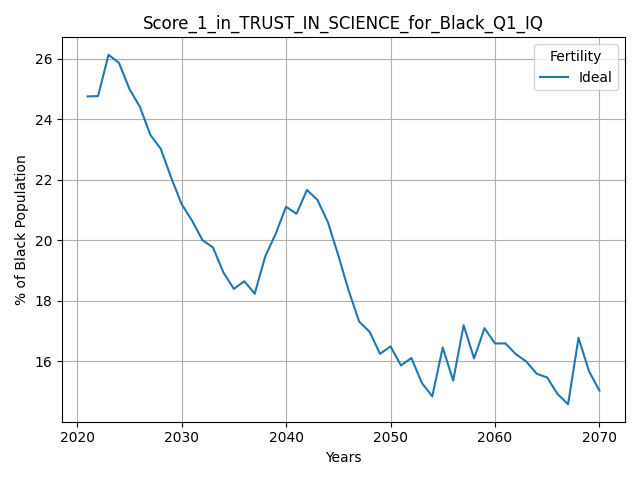 Score_1_in_TRUST_IN_SCIENCE_for_Black_Q1_IQ
Fertility
Ideal
% of Black Population
26
24
22
20
18
16
2020
2030
2040
2050
2060
2070
Years